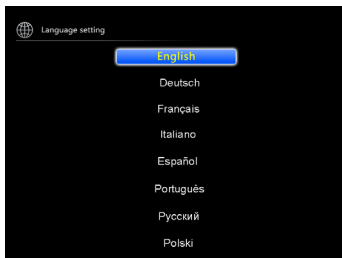 Language setting
English
Deutsch
Français
Italiano
Español
Português
Русский
Polski